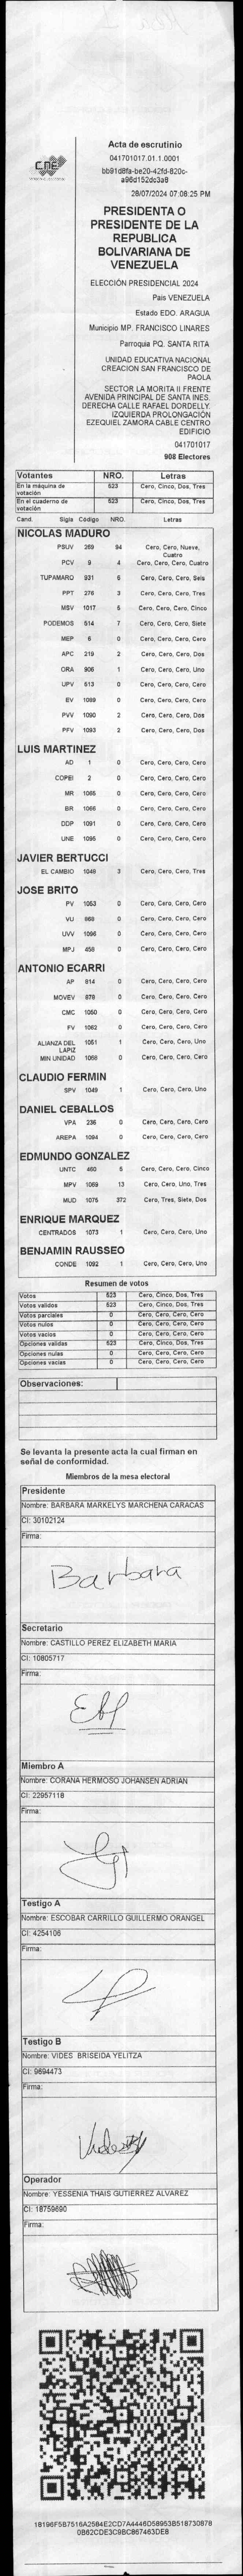 CNE
Acta de escrutinio
041701017.01.1.0001
bb91d8fa-be20-42fd-820c-
a96d152dc3a8
28/07/2024 07:08:25 PM
PRESIDENTA O
PRESIDENTE DE LA
REPUBLICA
BOLIVARIANA DE
VENEZUELA
ELECCIÓN PRESIDENCIAL 2024
País VENEZUELA
Estado EDO. ARAGUA
Municipio MP. FRANCISCO LINARES
Parroquia PQ. SANTA RITA
UNIDAD EDUCATIVA NACIONAL
CREACION SAN FRANCISCO DE
PAOLA
SECTOR LA MORITA II FRENTE
AVENIDA PRINCIPAL DE SANTA INES.
DERECHA CALLE RAFAEL DORDELLY.
IZQUIERDA PROLONGACIÓN
EZEQUIEL ZAMORA CABLE CENTRO
EDIFICIO
041701017
908 Electores
Votantes NRO. Letras
En la máquina de votación 523 Cero, Cinco, Dos, Tres
En el cuaderno de votación 523 Cero, Cinco, Dos, Tres
Cand. Sigla Código NRO. Letras
NICOLAS MADURO
PSUV 269 94 Cero, Cero, Nueve, Cuatro
PCV 9 4 Cero, Cero, Cero, Cuatro
TUPAMARO 931 6 Cero, Cero, Cero, Seis
PPT 276 3 Cero, Cero, Cero, Tres
MSV 1017 5 Cero, Cero, Cero, Cinco
PODEMOS 514 7 Cero, Cero, Cero, Siete
MEP 6 0 Cero, Cero, Cero, Cero
APC 219 2 Cero, Cero, Cero, Dos
ORA 906 1 Cero, Cero, Cero, Uno
UPV 513 0 Cero, Cero, Cero, Cero
EV 1089 0 Cero, Cero, Cero, Cero
PVV 1090 2 Cero, Cero, Cero, Dos
PFV 1093 2 Cero, Cero, Cero, Dos
LUIS MARTINEZ
AD 1 0 Cero, Cero, Cero, Cero
COPEI 2 0 Cero, Cero, Cero, Cero
MR 1065 0 Cero, Cero, Cero, Cero
BR 1066 0 Cero, Cero, Cero, Cero
DDP 1091 0 Cero, Cero, Cero, Cero
UNE 1095 0 Cero, Cero, Cero, Cero
JAVIER BERTUCCI
EL CAMBIO 1048 3 Cero, Cero, Cero, Tres
JOSE BRITO
PV 1053 0 Cero, Cero, Cero, Cero
VU 868 0 Cero, Cero, Cero, Cero
UVV 1096 0 Cero, Cero, Cero, Cero
MPJ 459 0 Cero, Cero, Cero, Cero
ANTONIO ECARRI
AP 814 0 Cero, Cero, Cero, Cero
MOVEV 879 0 Cero, Cero, Cero, Cero
CMC 1050 0 Cero, Cero, Cero, Cero
FV 1062 0 Cero, Cero, Cero, Cero
ALIANZA DEL LAPIZ 1051 1 Cero, Cero, Cero, Uno
MIN UNIDAD 1068 0 Cero, Cero, Cero, Cero
CLAUDIO FERMIN
SPV 1049 1 Cero, Cero, Cero, Uno
DANIEL CEBALLOS
VPA 236 0 Cero, Cero, Cero, Cero
AREPA 1094 0 Cero, Cero, Cero, Cero
EDMUNDO GONZALEZ
UNTC 460 5 Cero, Cero, Cero, Cinco
MPV 1069 13 Cero, Cero, Uno, Tres
MUD 1075 372 Cero, Tres, Siete, Dos
ENRIQUE MARQUEZ
CENTRADOS 1073 1 Cero, Cero, Cero, Uno
BENJAMIN RAUSSEO
CONDE 1092 1 Cero, Cero, Cero, Uno
Resumen de votos
Votos 523 Cero, Cinco, Dos, Tres
Votos validos 523 Cero, Cinco, Dos, Tres
Votos parciales 0 Cero, Cero, Cero, Cero
Votos nulos 0 Cero, Cero, Cero, Cero
Votos vacios 0 Cero, Cero, Cero, Cero
Opciones validas 523 Cero, Cinco, Dos, Tres
Opciones nulas 0 Cero, Cero, Cero, Cero
Opciones vacias 0 Cero, Cero, Cero, Cero
Observaciones:
Se levanta la presente acta la cual firman en
señal de conformidad.
Miembros de la mesa electoral
Presidente
Nombre: BARBARA MARKELYS MARCHENA CARACAS
CI: 30102124
Firma:
Barbara
Secretario
Nombre: CASTILLO PEREZ ELIZABETH MARIA
CI: 10805717
Firma:
Miembro A
Nombre: CORANA HERMOSO JOHANSEN ADRIAN
CI: 22957118
Firma:
Testigo A
Nombre: ESCOBAR CARRILLO GUILLERMO ORANGEL
CI: 4254106
Firma:
Testigo B
Nombre: VIDES BRISEIDA YELITZA
CI: 9694473
Firma:
Operador
Nombre: YESSENIA THAIS GUTIERREZ ALVAREZ
CI: 18759690
Firma:
18196F5B7516A2584E2CD7A4446D58953B518730878
0B62CDE3C9BC867463DE8